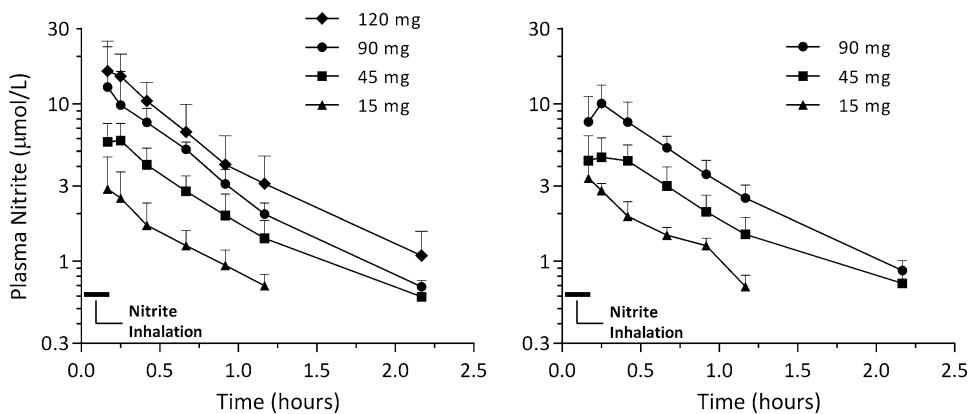 120 mg
90 mg
45 mg
15 mg
Plasma Nitrite (µmol/L)
30
10
3
1
0.3
Nitrite
Inhalation
0.0 0.5 1.0 1.5 2.0 2.5
Time (hours)
90 mg
45 mg
15 mg
30
10
3
1
0.3
Nitrite
Inhalation
0.0 0.5 1.0 1.5 2.0 2.5
Time (hours)